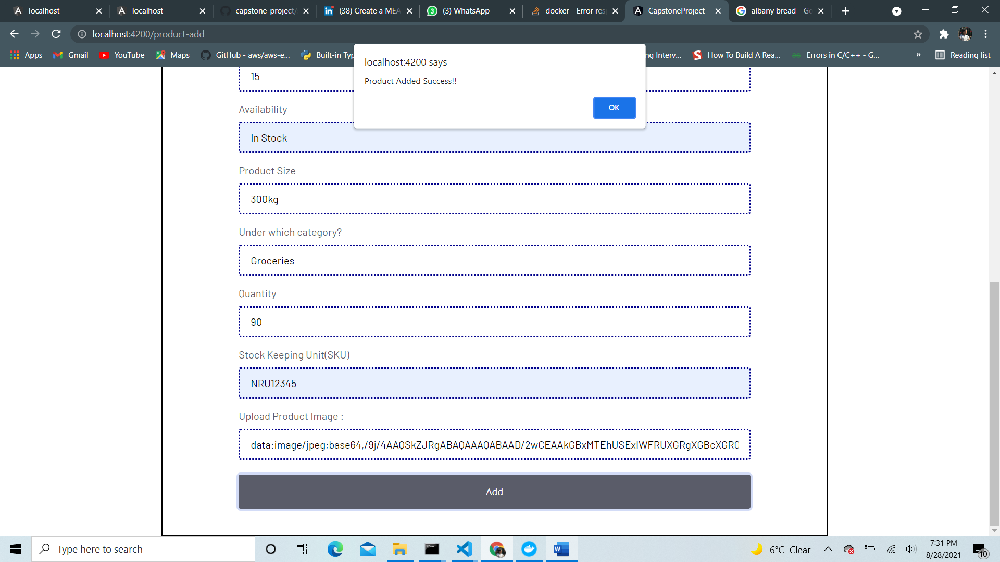 localhost
localhost
capstone-project/
(38) Create a MEA
(3) WhatsApp
docker - Error resp
CapstoneProject
albany bread - Go
localhost:4200/product-add
Apps
Gmail
YouTube
Maps
GitHub - aws/aws-e...
Built-in Typ
ng Interv...
How To Build A Rea...
Errors in C/C++ - G...
»
Reading list
localhost:4200 says
Product Added Success!!
OK
15
Availability
In Stock
Product Size
300kg
Under which category?
Groceries
Quantity
90
Stock Keeping Unit(SKU)
NRU12345
Upload Product Image :
data:image/jpeg;base64,/9j/4AAQSkZJRgABAQAAAQABAAD/2wCEAAkGBxMTEhUSExIWFRUXGRgXGBcXGRC
Add
Type here to search
6°C Clear
7:31 PM
8/28/2021
10